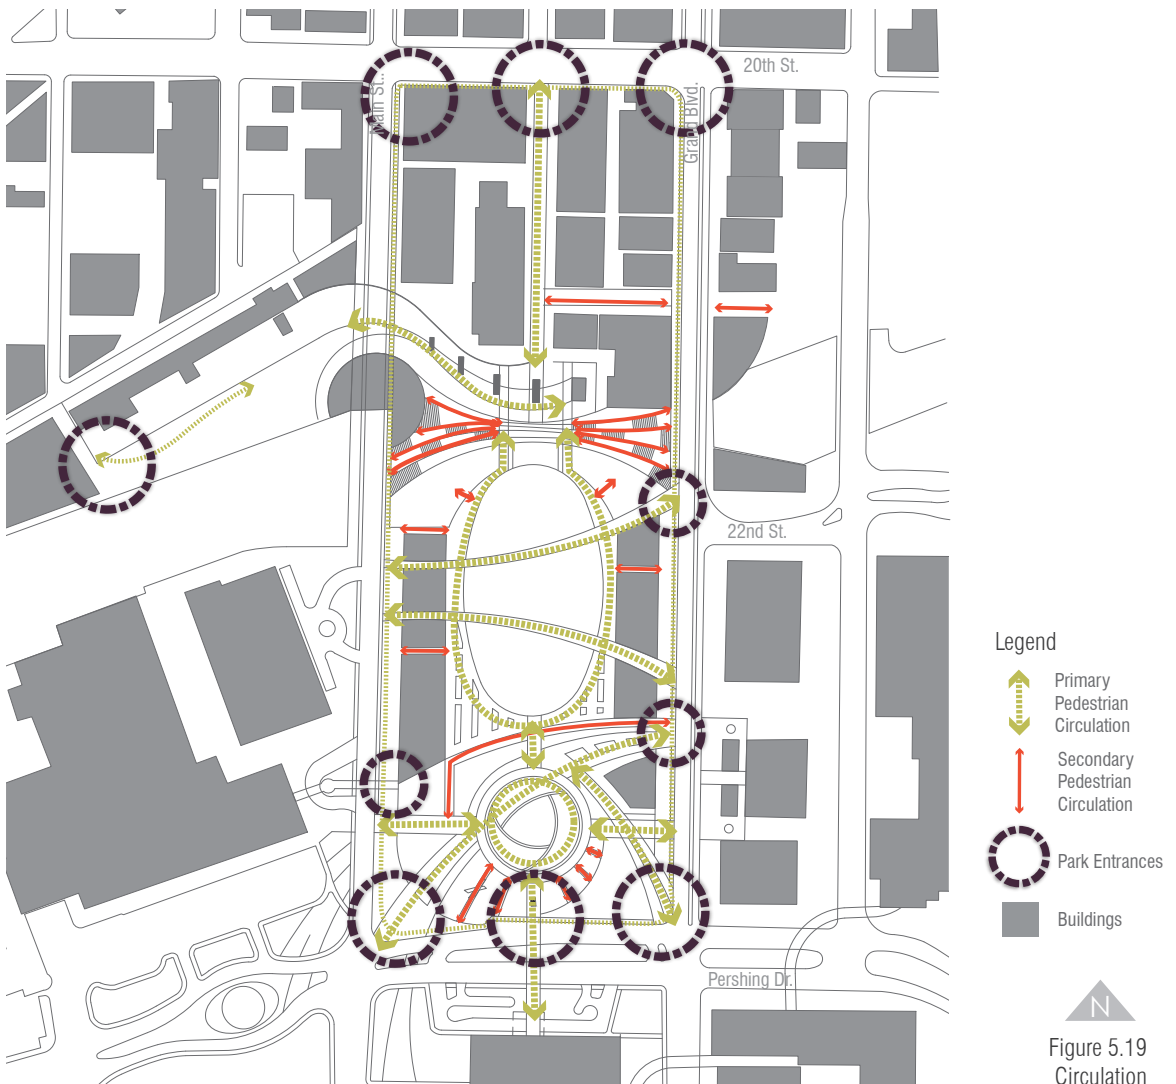 20th St.
Main St..
Grand Blvd.
22nd St.
Legend
Primary
Pedestrian
Circulation
Secondary
Pedestrian
Circulation
Park Entrances
Buildings
Pershing Dr.
N
Figure 5.19
Circulation